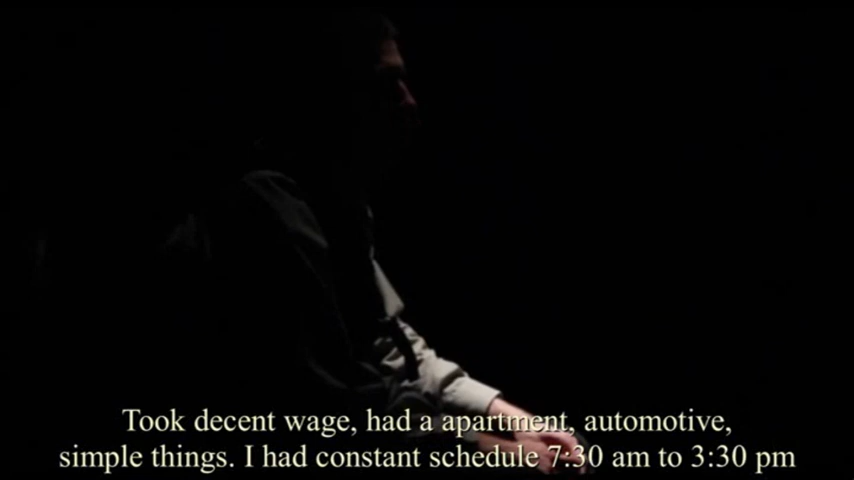 Took decent wage, had a apartment, automotive,
simple things. I had constant schedule 7:30 am to 3:30 pm